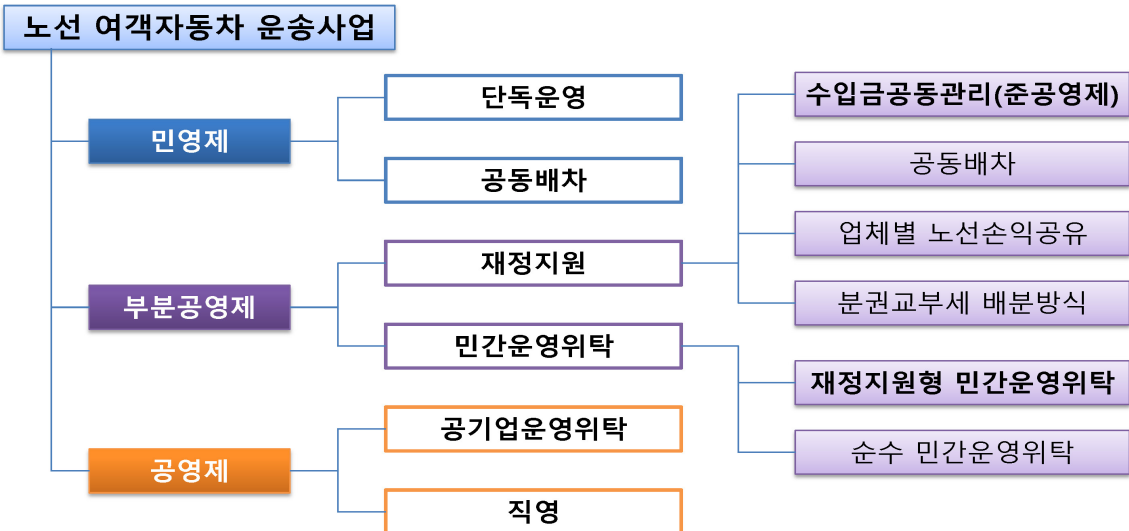 노선 여객자동차 운송사업
민영제
단독운영
공동배차
부분공영제
재정지원
수입금공동관리(준공영제)
공동배차
업체별 노선손익공유
분권교부세 배분방식
민간운영위탁
재정지원형 민간운영위탁
순수 민간운영위탁
공영제
공기업운영위탁
직영